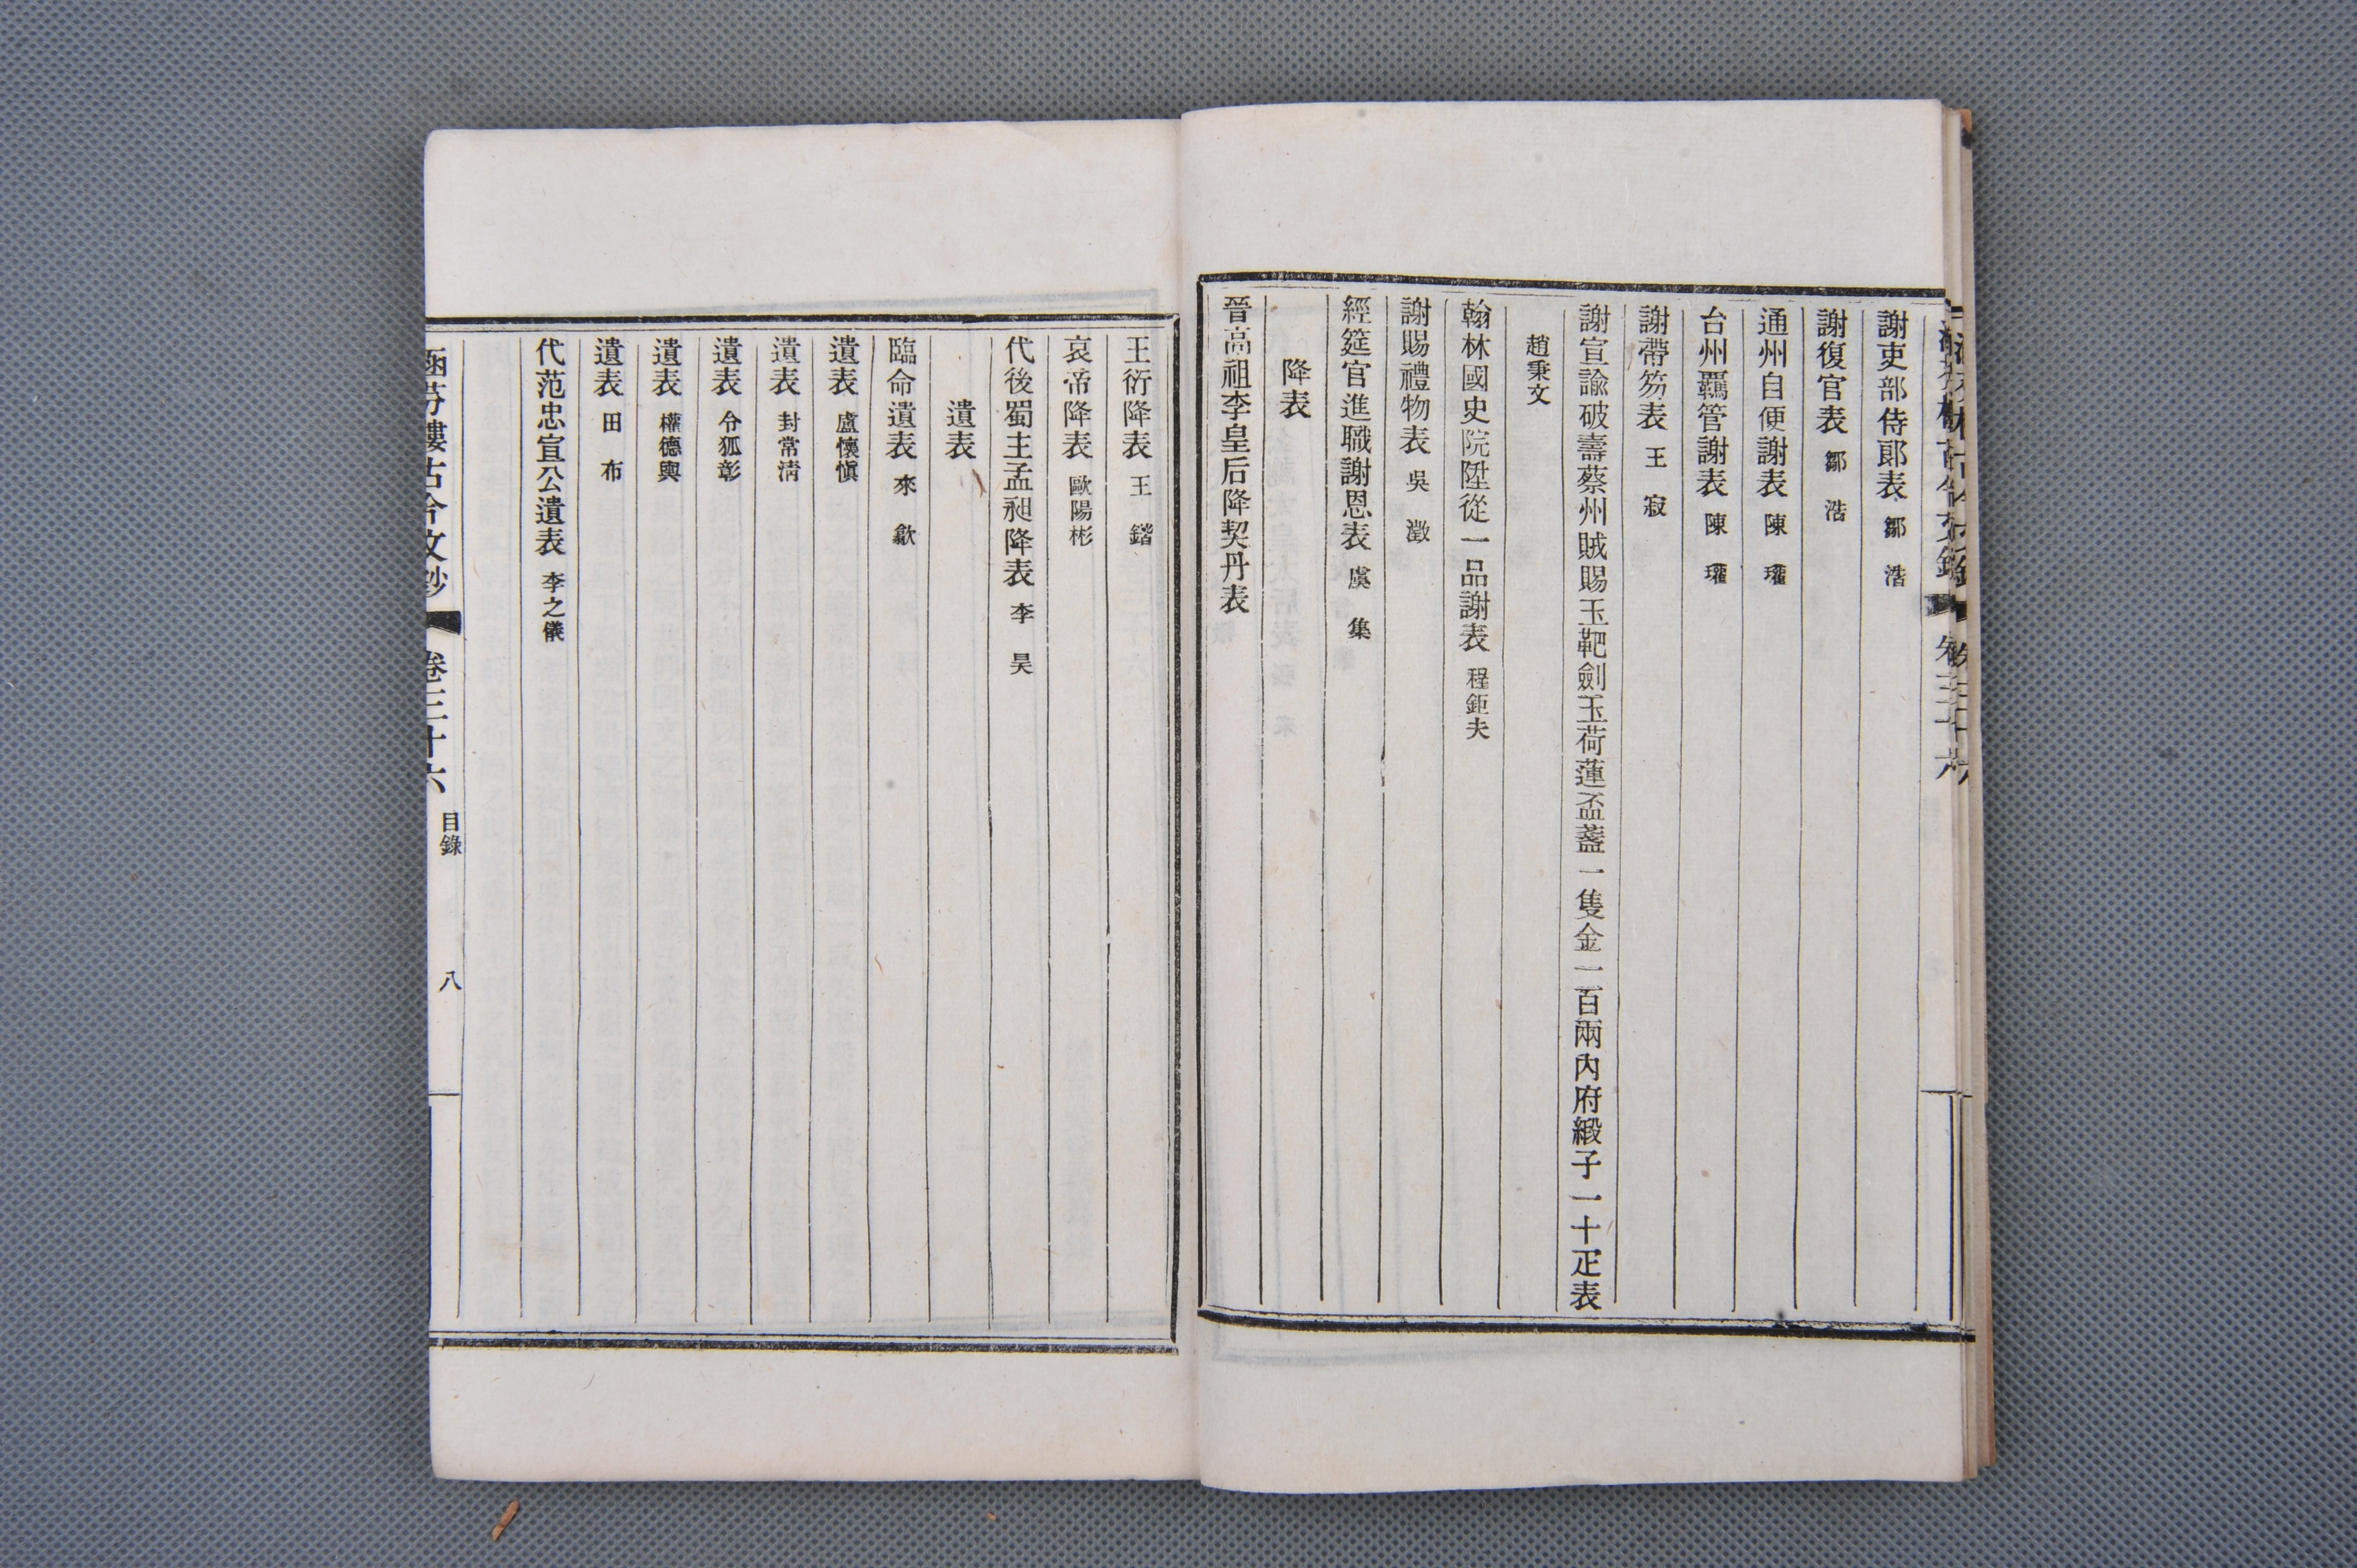 謝吏部侍郎表 鄒浩
謝復官表 鄒浩
通州自便謝表 陳瓘
台州羈管謝表 陳瓘
謝帶笏表 王寂
謝宣諭破壽蔡州賊賜玉靶劍玉荷蓮盃盞一隻金一百兩內府緞子一十疋表
趙秉文
翰林國史院陞從一品謝表 程鉅夫
謝賜禮物表 吳澂
經筵官進職謝恩表 虞集
降表
晉高祖李皇后降契丹表
王衍降表 王鍇
哀帝降表 歐陽彬
代後蜀主孟昶降表 李昊
遺表
臨命遺表 來歙
遺表 盧懷愼
遺表 封常淸
遺表 令狐彰
遺表 權德輿
遺表 田布
代范忠宣公遺表 李之儀
涵芬樓古今文鈔 卷三十六 目錄 八